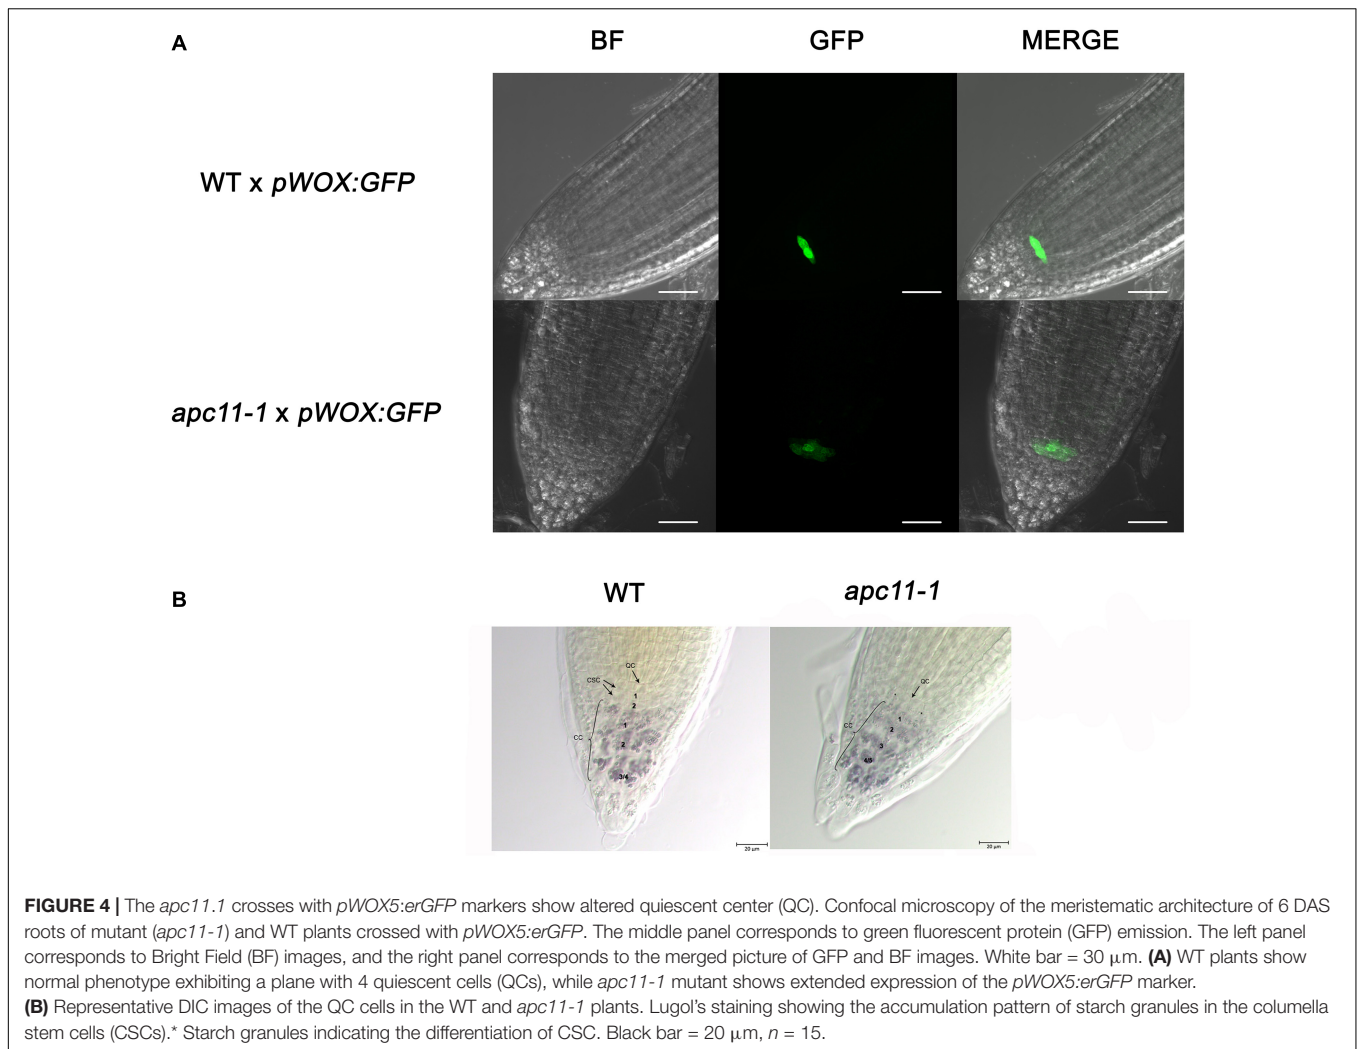 A
BF
GFP
MERGE
WT x pWOX:GFP
apc11-1 x pWOX:GFP
B
WT
apc11-1
QC
CSC
1
2
1
CC
2
3/4
20 µm
QC
1
CC
2
3
4/5
20 µm
FIGURE 4 | The apc11.1 crosses with pWOX5:erGFP markers show altered quiescent center (QC). Confocal microscopy of the meristematic architecture of 6 DAS
roots of mutant (apc11-1) and WT plants crossed with pWOX5:erGFP. The middle panel corresponds to green fluorescent protein (GFP) emission. The left panel
corresponds to Bright Field (BF) images, and the right panel corresponds to the merged picture of GFP and BF images. White bar = 30 µm. (A) WT plants show
normal phenotype exhibiting a plane with 4 quiescent cells (QCs), while apc11-1 mutant shows extended expression of the pWOX5:erGFP marker.
(B) Representative DIC images of the QC cells in the WT and apc11-1 plants. Lugol's staining showing the accumulation pattern of starch granules in the columella
stem cells (CSCs).* Starch granules indicating the differentiation of CSC. Black bar = 20 µm, n = 15.